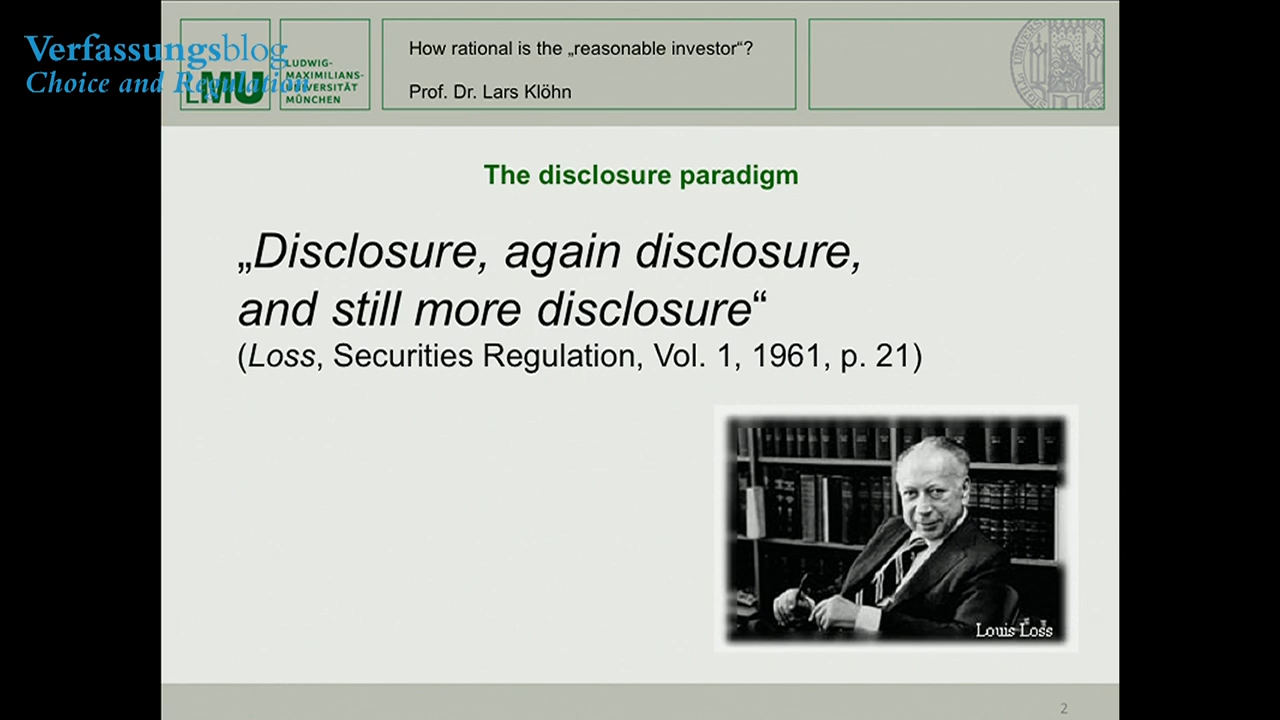 Verfassungsblog
Choice and Regulation
LMU
LUDWIG-
MAXIMILIANS-
UNIVERSITÄT
MÜNCHEN
How rational is the „reasonable investor“?
Prof. Dr. Lars Klöhn
The disclosure paradigm
„Disclosure, again disclosure,
and still more disclosure“
(Loss, Securities Regulation, Vol. 1, 1961, p. 21)
Louis Loss
2